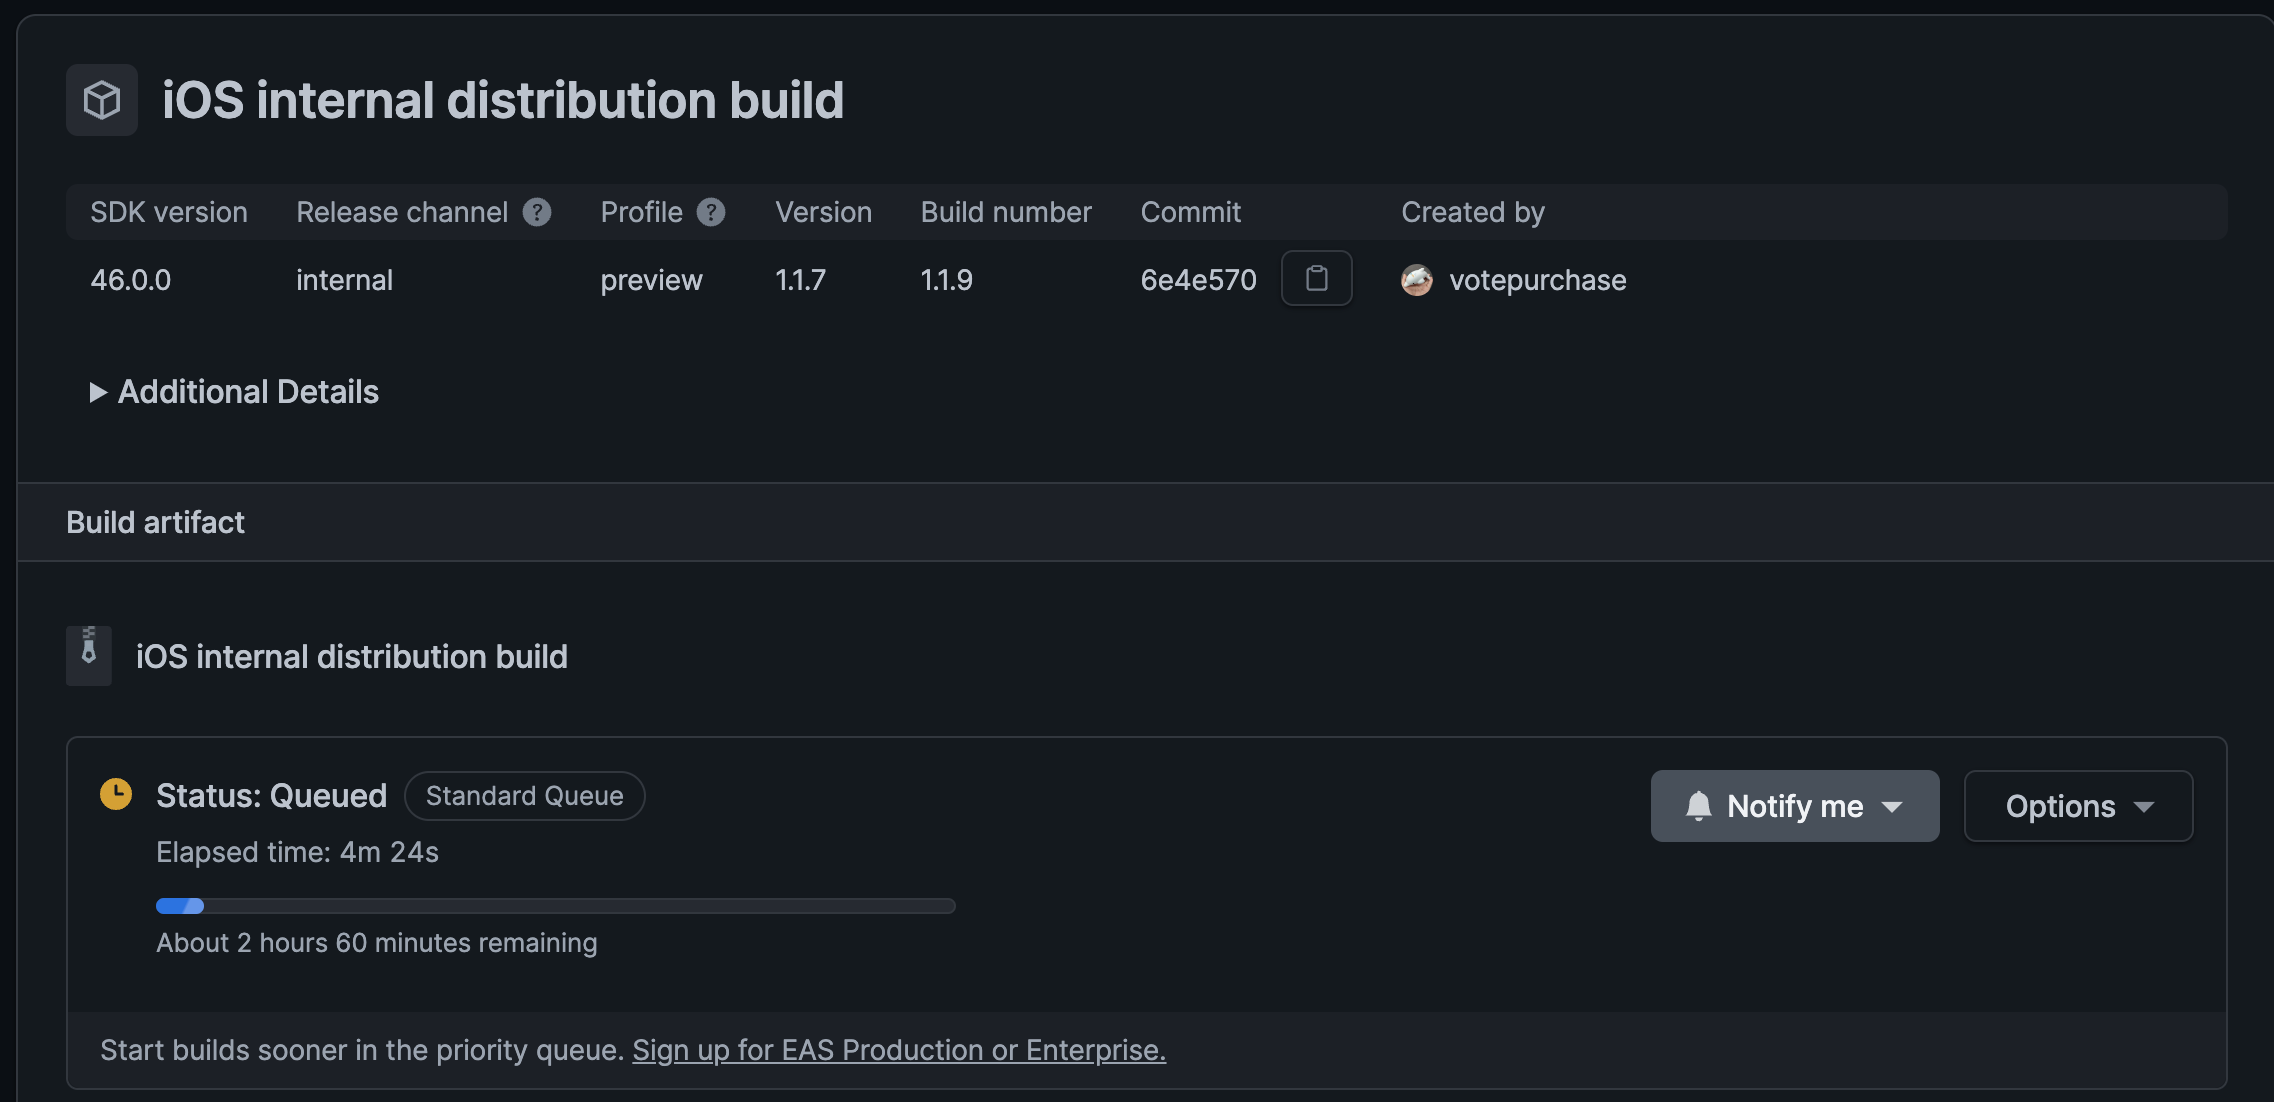 iOS internal distribution build
SDK version Release channel ? Profile ? Version Build number Commit Created by
46.0.0 internal preview 1.1.7 1.1.9 6e4e570 votepurchase
Additional Details
Build artifact
iOS internal distribution build
Status: Queued Standard Queue
Notify me Options
Elapsed time: 4m 24s
About 2 hours 60 minutes remaining
Start builds sooner in the priority queue. Sign up for EAS Production or Enterprise.